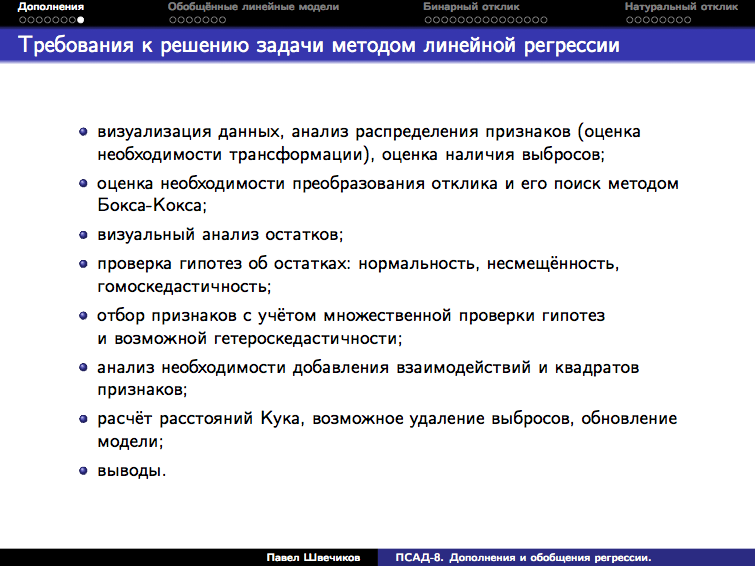 Дополнения
Обобщённые линейные модели
Бинарный отклик
Натуральный отклик
Требования к решению задачи методом линейной регрессии
визуализация данных, анализ распределения признаков (оценка
необходимости трансформации), оценка наличия выбросов;
оценка необходимости преобразования отклика и его поиск методом
Бокса-Кокса;
визуальный анализ остатков;
проверка гипотез об остатках: нормальность, несмещённость,
гомоскедастичность;
отбор признаков с учётом множественной проверки гипотез
и возможной гетероскедастичности;
анализ необходимости добавления взаимодействий и квадратов
признаков;
расчёт расстояний Кука, возможное удаление выбросов, обновление
модели;
выводы.
Павел Швечиков
ПСАД-8. Дополнения и обобщения регрессии.